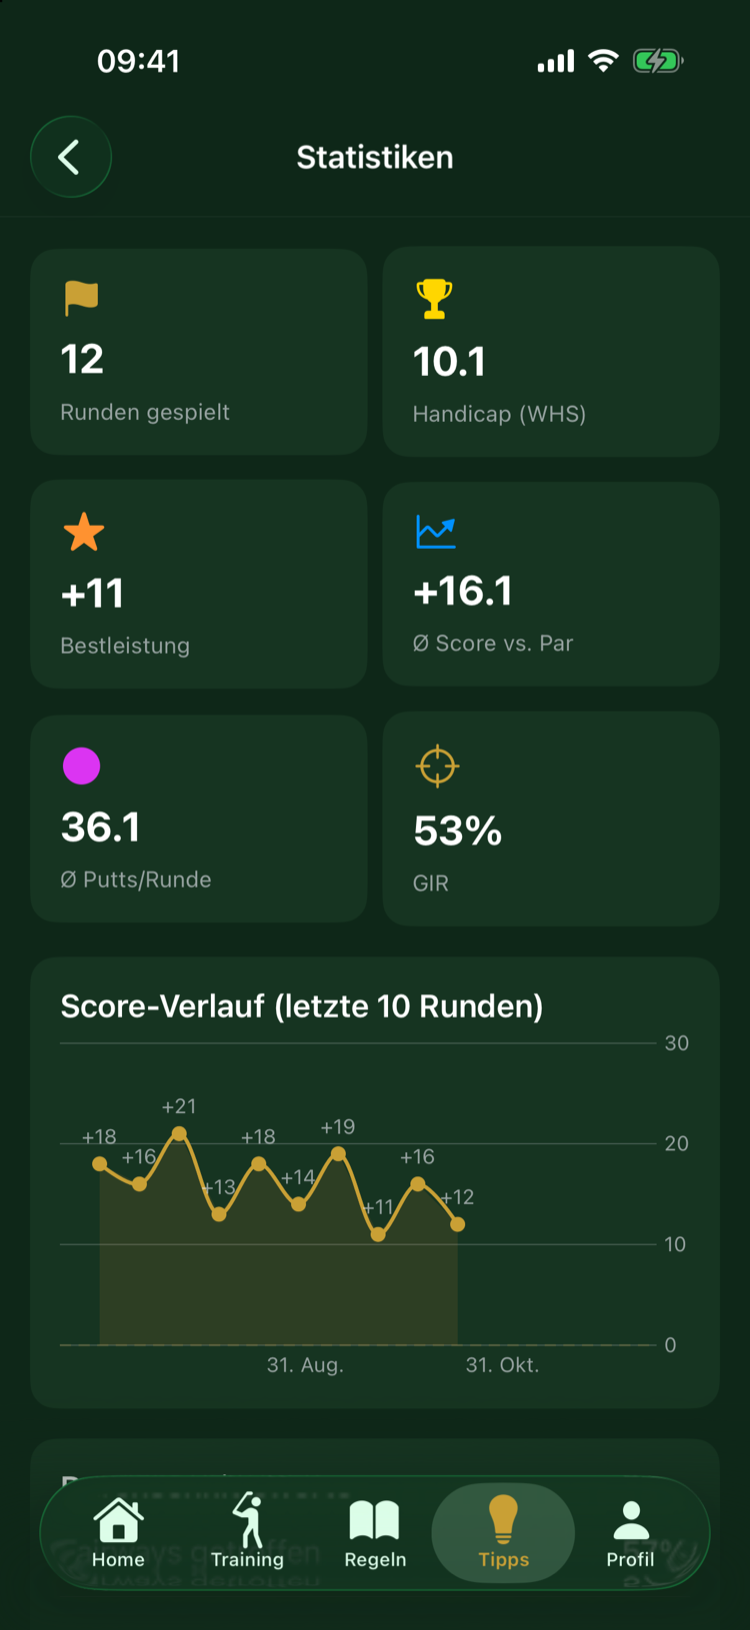 09:41
Statistiken
12
Runden gespielt
10.1
Handicap (WHS)
+11
Bestleistung
+16.1
Ø Score vs. Par
36.1
Ø Putts/Runde
53%
GIR
Score-Verlauf (letzte 10 Runden)
30
+21
+19
+18
+18
20
+16
+16
+14
+13
+12
+11
10
0
31. Aug.
31. Okt.
Home
Training
Regeln
Tipps
Profil